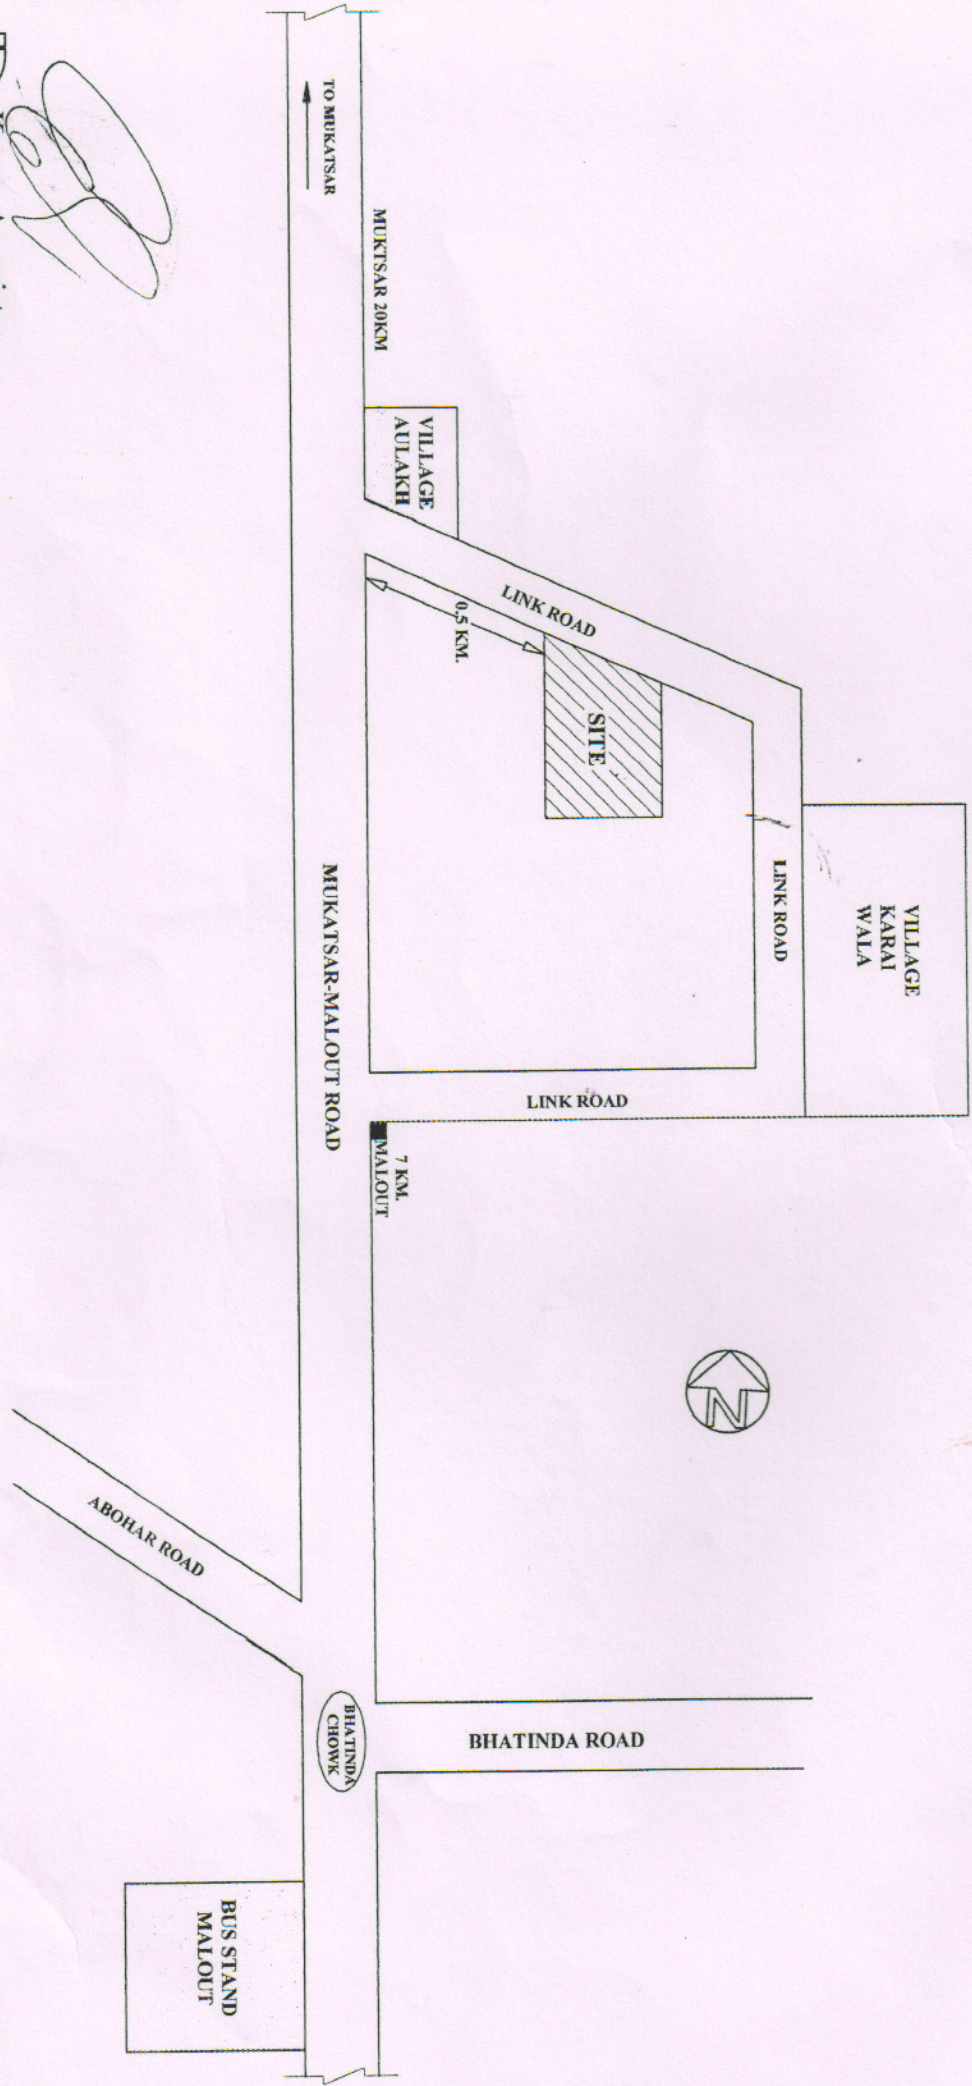 TO MUKATSAR
MUKTSAR 20KM
VILLAGE
AULAKH
LINK ROAD
0.5 KM.
SITE
LINK ROAD
VILLAGE
KARAI
WALA
MUKATSAR-MALOUT ROAD
LINK ROAD
7 KM.
MALOUT
N
ABOHAR ROAD
BHATINDA
CHOWK
BHATINDA ROAD
BUS STAND
MALOUT